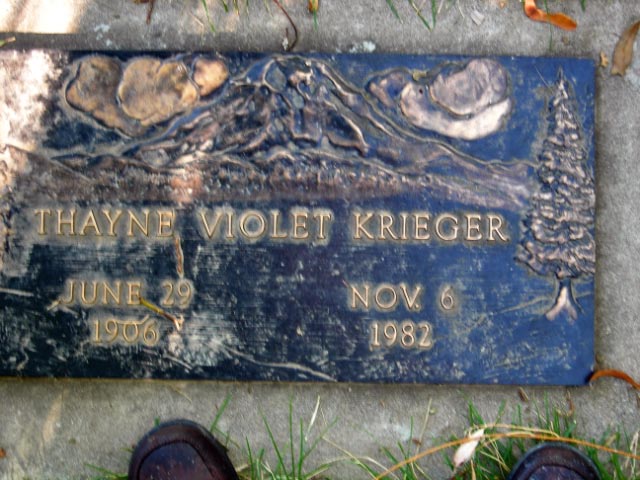 THAYNE VIOLET KRIEGER
JUNE 29 NOV. 6
1906 1982